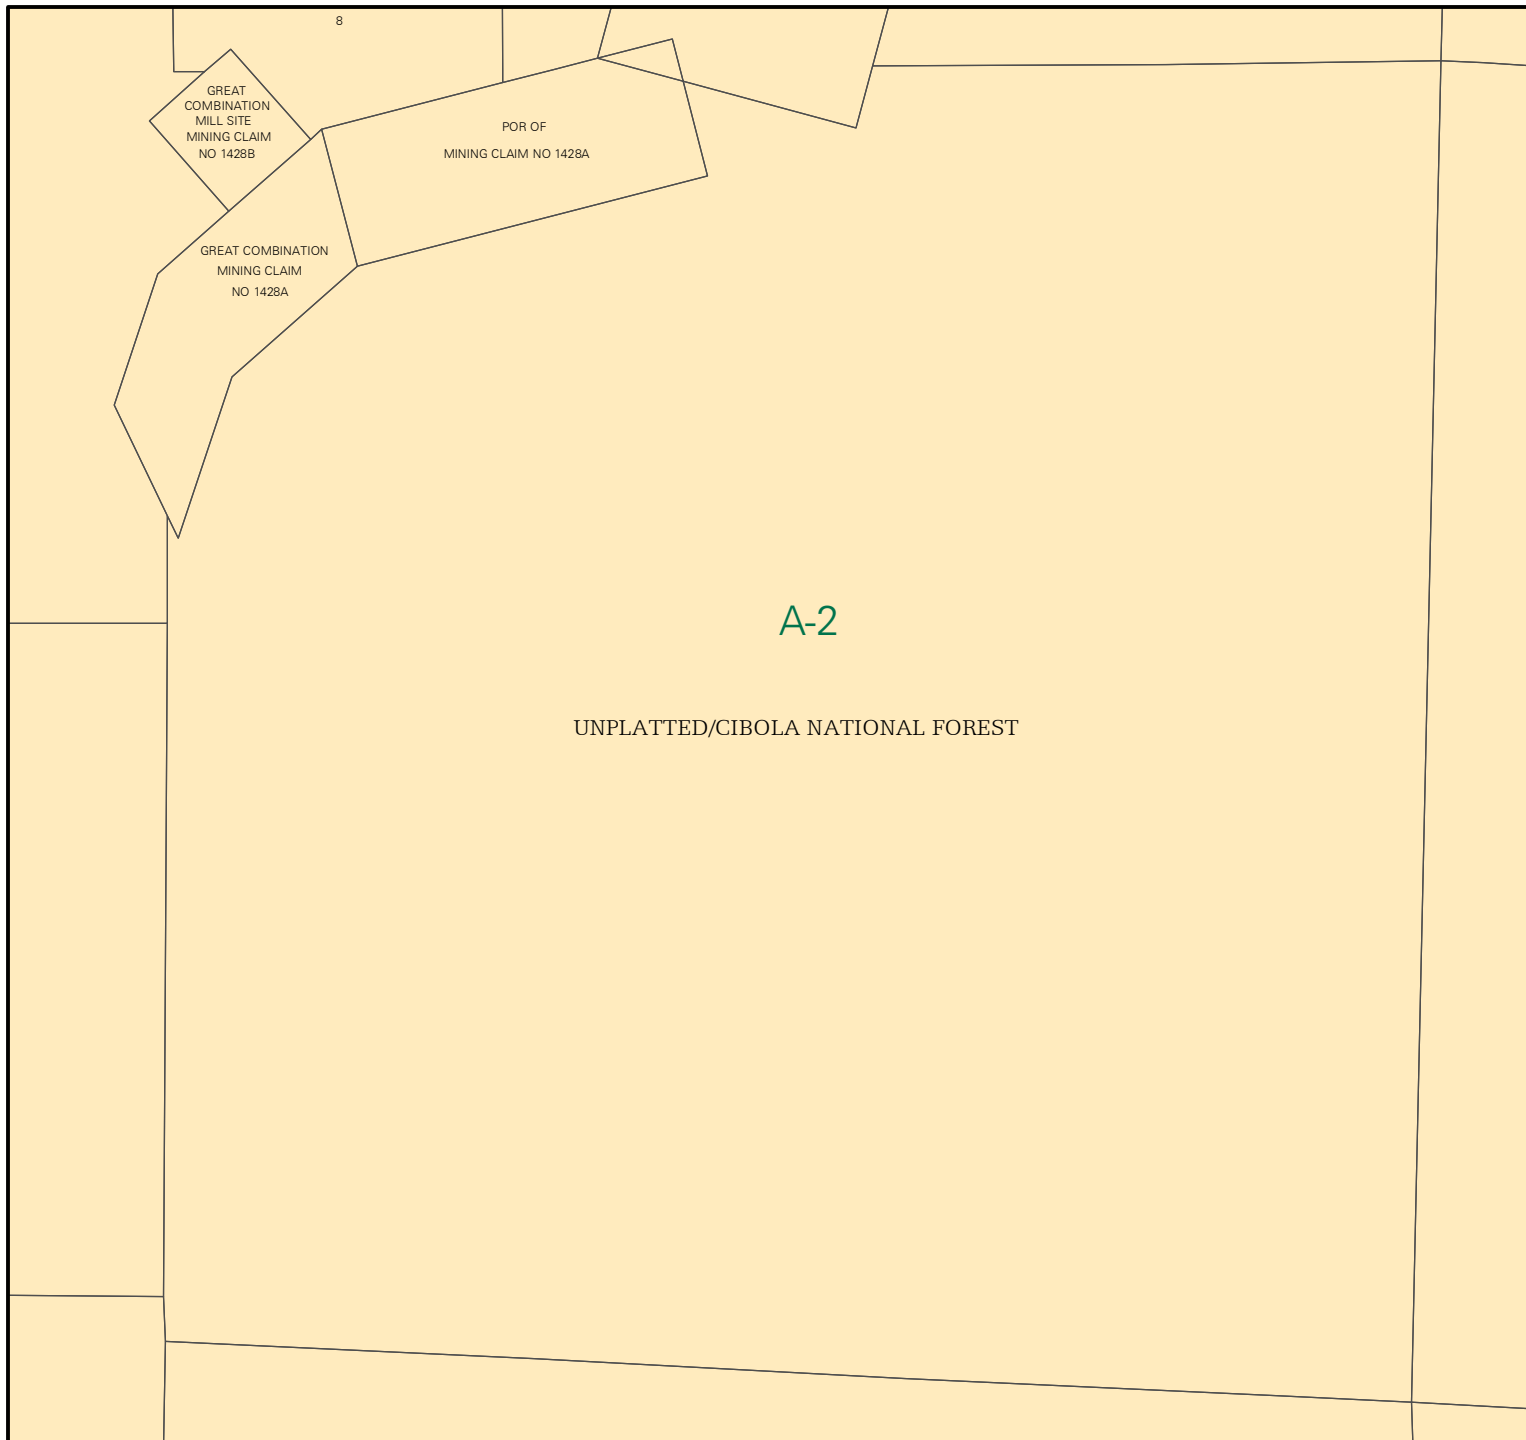 8
GREAT
COMBINATION
MILL SITE
MINING CLAIM
NO 1428B
POR OF
MINING CLAIM NO 1428A
GREAT COMBINATION
MINING CLAIM
NO 1428A
A-2
UNPLATTED/CIBOLA NATIONAL FOREST